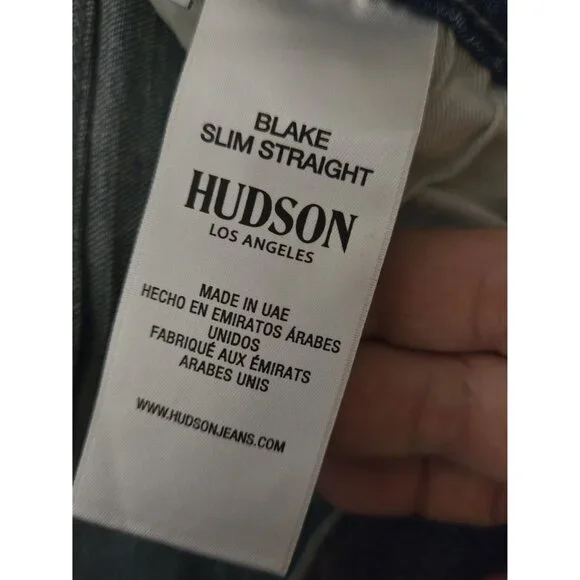 BLAKE
SLIM STRAIGHT
HUDSON
LOS ANGELES
MADE IN UAE
HECHO EN EMIRATOS ÁRABES
UNIDOS
FABRIQUÉ AUX ÉMIRATS
ARABES UNIS
WWW.HUDSONJEANS.COM